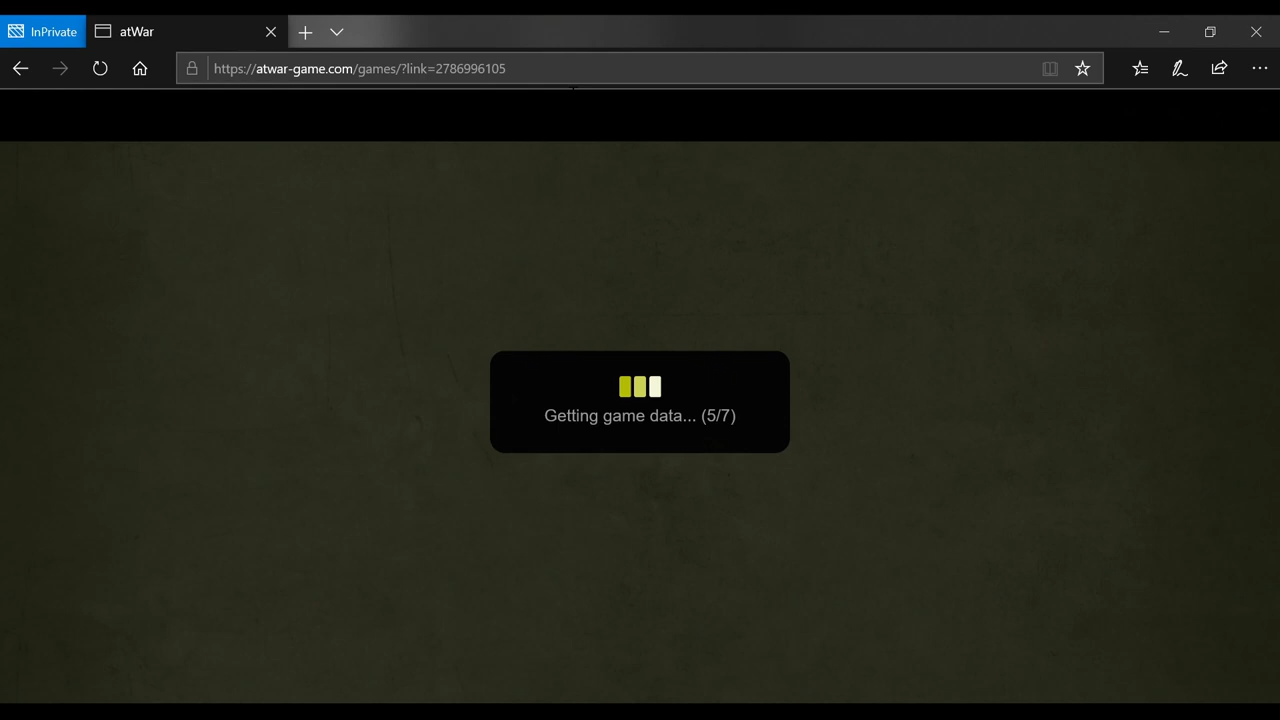 InPrivate
atWar
https://atwar-game.com/games/?link=2786996105
Getting game data... (5/7)